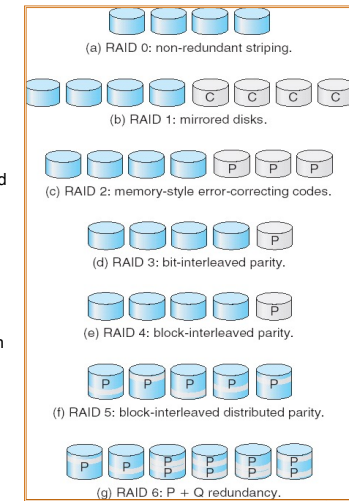 (a) RAID 0: non-redundant striping.
C C C C
(b) RAID 1: mirrored disks.
d
P P P
(c) RAID 2: memory-style error-correcting codes.
P
(d) RAID 3: bit-interleaved parity.
P
(e) RAID 4: block-interleaved parity.
n
P P P P P
(f) RAID 5: block-interleaved distributed parity.
P P P P P P
P P P P
(g) RAID 6: P + Q redundancy.